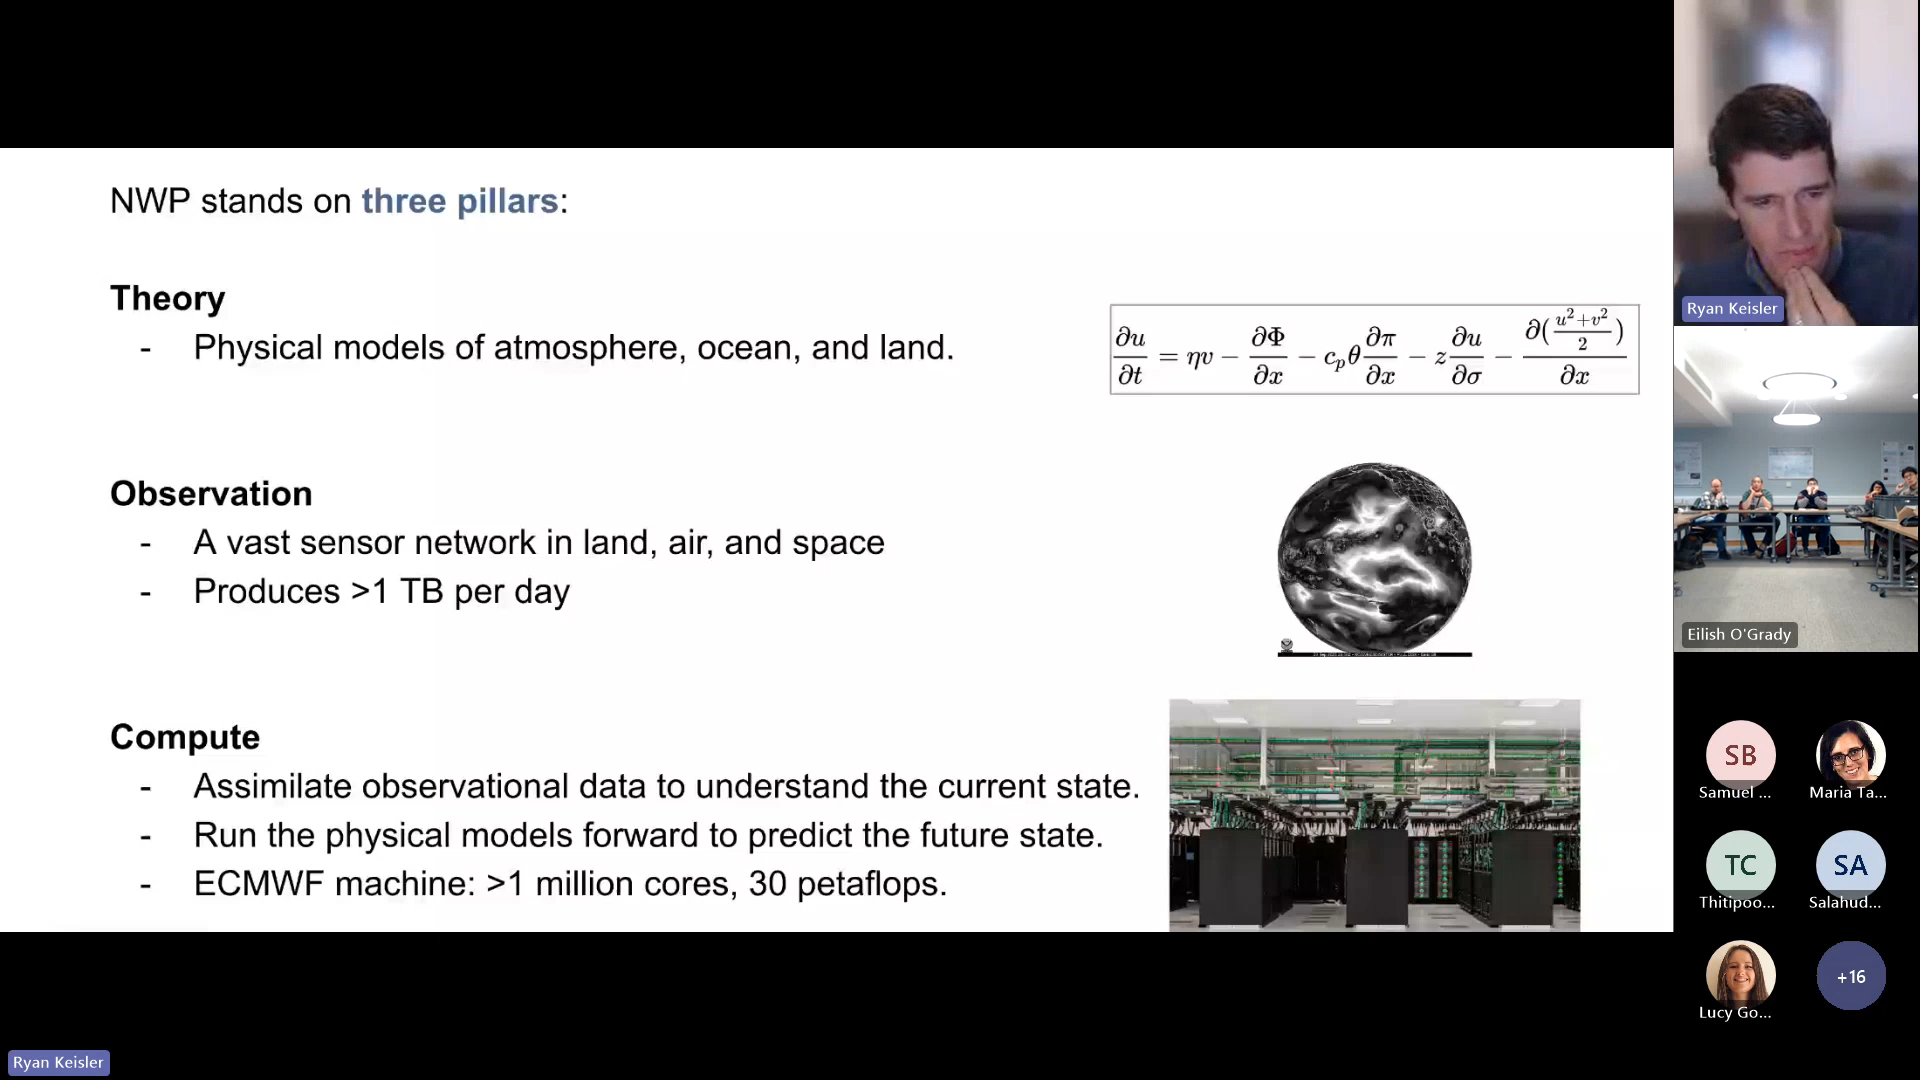 NWP stands on three pillars:
Theory
- Physical models of atmosphere, ocean, and land.
∂u/∂t = ηv − ∂Φ/∂x − c_pθ ∂π/∂x − z ∂u/∂σ − ∂((u²+v²)/2)/∂x
Observation
- A vast sensor network in land, air, and space
- Produces >1 TB per day
Compute
- Assimilate observational data to understand the current state.
- Run the physical models forward to predict the future state.
- ECMWF machine: >1 million cores, 30 petaflops.
Ryan Keisler
Ryan Keisler
Eilish O'Grady
SB
Samuel ...
Maria Ta...
TC
Thitipoo...
SA
Salahud...
Lucy Go...
+16